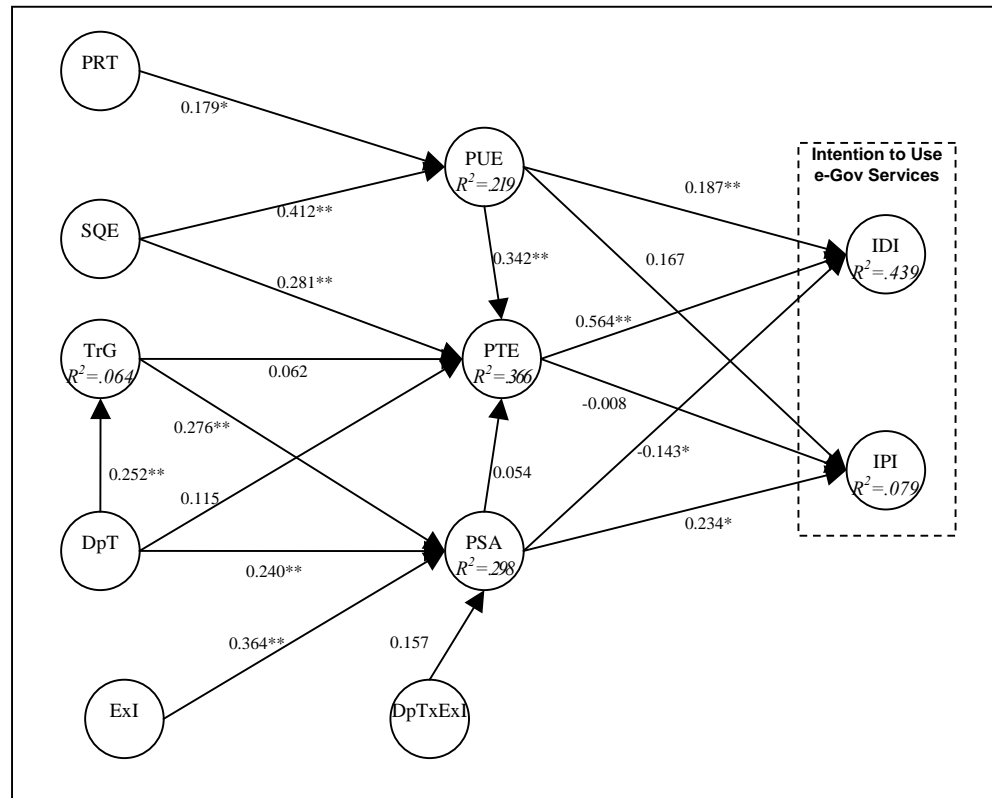 PRT
0.179*
PUE
R²=.219
Intention to Use
e-Gov Services
0.187**
SQE
0.412**
0.281**
0.342**
0.167
IDI
R²=.439
TrG
R²=.064
0.062
PTE
R²=.366
0.564**
-0.008
0.276**
0.252**
0.115
0.054
-0.143*
IPI
R²=.079
DpT
0.240**
PSA
R²=.298
0.234*
0.364**
0.157
ExI
DpTxExI